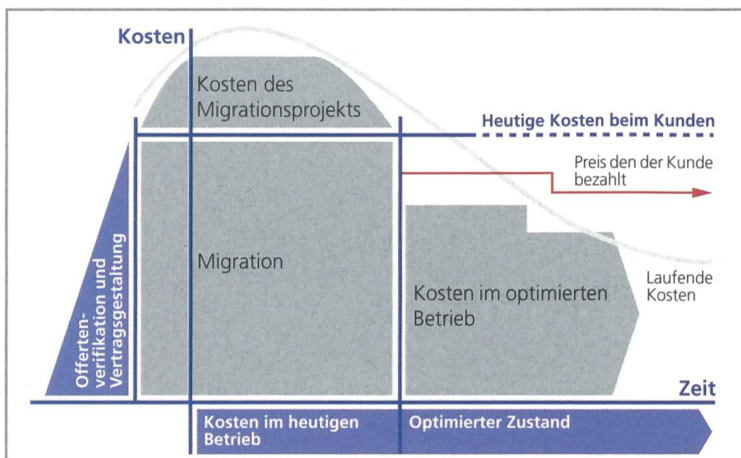 Kosten
Kosten des
Migrationsprojekts
Heutige Kosten beim Kunden
Preis den der Kunde
bezahlt
Offerten-
verifikation und
Vertragsgestaltung
Migration
Kosten im optimierten
Betrieb
Laufende
Kosten
Zeit
Kosten im heutigen
Betrieb
Optimierter Zustand